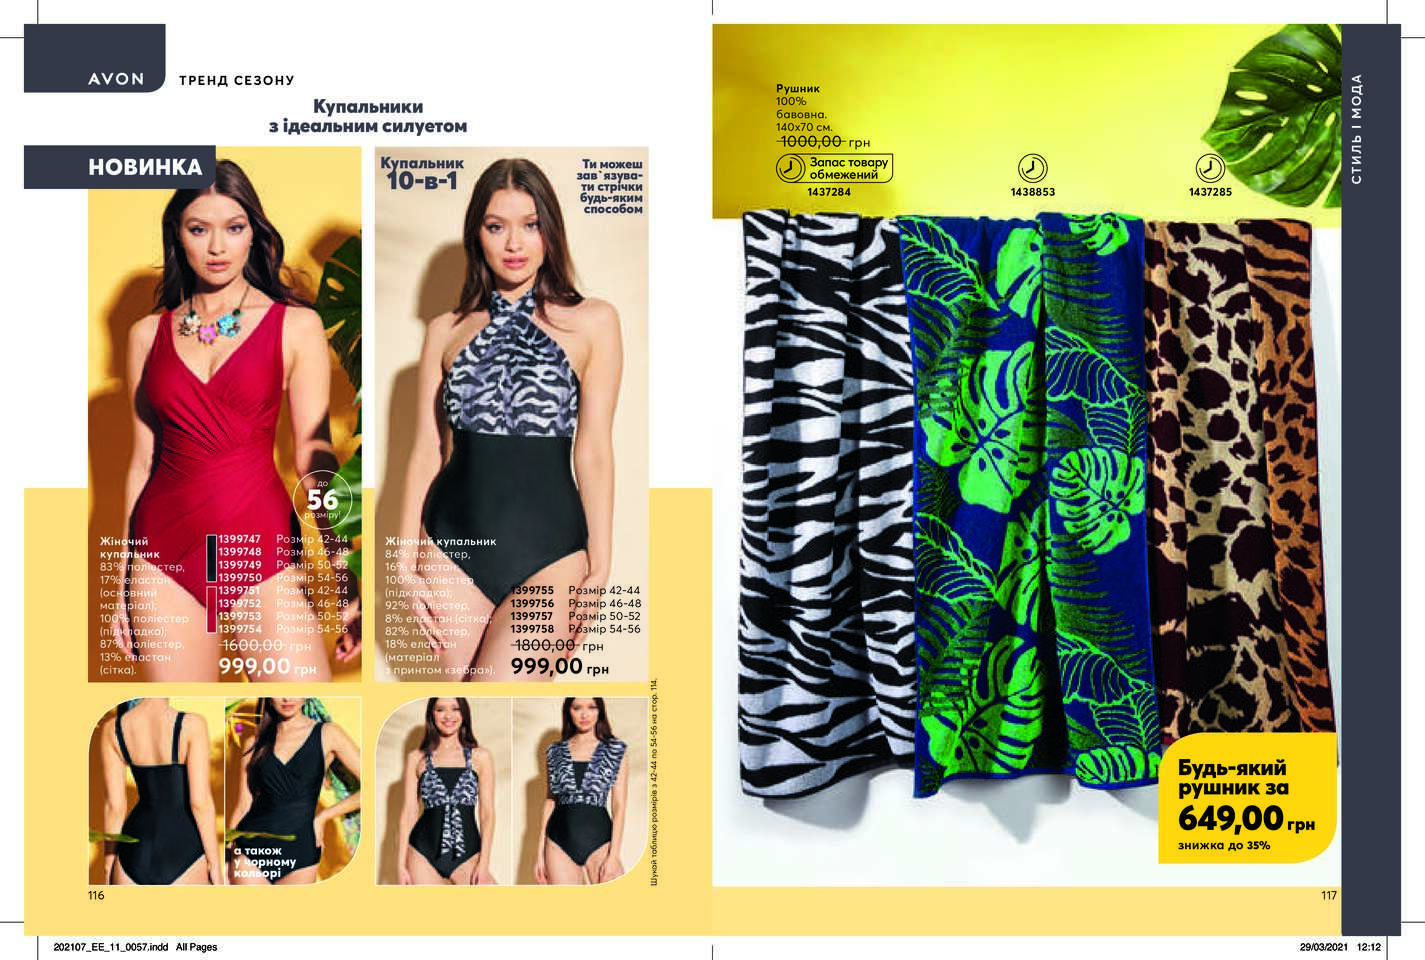 AVON
ТРЕНД СЕЗОНУ
Купальники
з ідеальним силуетом
НОВИНКА
до
56
розміру!
Жіночий
купальник
83% поліестер,
17% еластан
(основний
матеріал);
100% поліестер
(підкладка);
87% поліестер,
13% еластан
(сітка).
1399747 Розмір 42-44
1399748 Розмір 46-48
1399749 Розмір 50-52
1399750 Розмір 54-56
1399751 Розмір 42-44
1399752 Розмір 46-48
1399753 Розмір 50-52
1399754 Розмір 54-56
1600,00 грн
999,00 грн
а також
у чорному
кольорі
Купальник
10-в-1
Ти можеш
зав`язува-
ти стрічки
будь-яким
способом
Жіночий купальник
84% поліестер,
16% еластан;
100% поліестер
(підкладка);
92% поліестер,
8% еластан (сітка);
82% поліестер,
18% еластан
(матеріал
з принтом «зебра»).
1399755 Розмір 42-44
1399756 Розмір 46-48
1399757 Розмір 50-52
1399758 Розмір 54-56
1800,00 грн
999,00 грн
Шукай таблицю розмірів з 42-44 по 54-56 на стор. 114.
116
Рушник
100%
бавовна.
140х70 см.
1000,00 грн
Запас товару
обмежений
1437284
1438853
1437285
СТИЛЬ І МОДА
Будь-який
рушник за
649,00 грн
знижка до 35%
117
202107_EE_11_0057.indd All Pages
29/03/2021 12:12